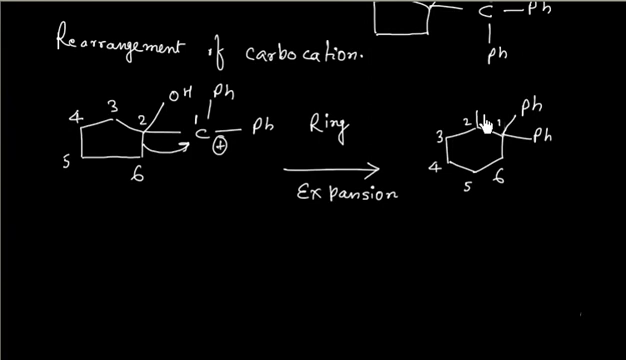 C — Ph
Ph
Rearrangement of carbocation.
OH Ph
4 3 2 1 C — Ph
⊕
5 6
Ring
Expansion
Ph
2 1 Ph
3
4 5 6